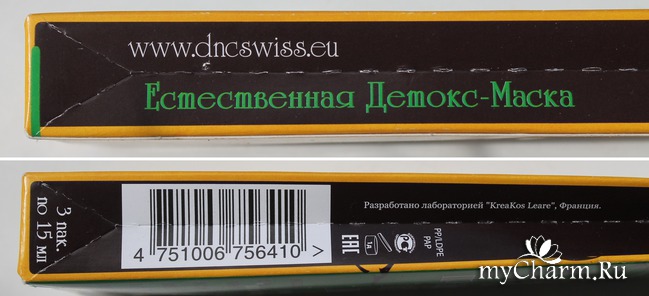 www.dncswiss.eu
Естественная Детокс-Маска
3 пак.
по 15 мл
4 751006 756410 >
Разработано лабораторией "KreaKos Leare", Франция.
PP/LDPE
PAP
EAC
myCharm.Ru